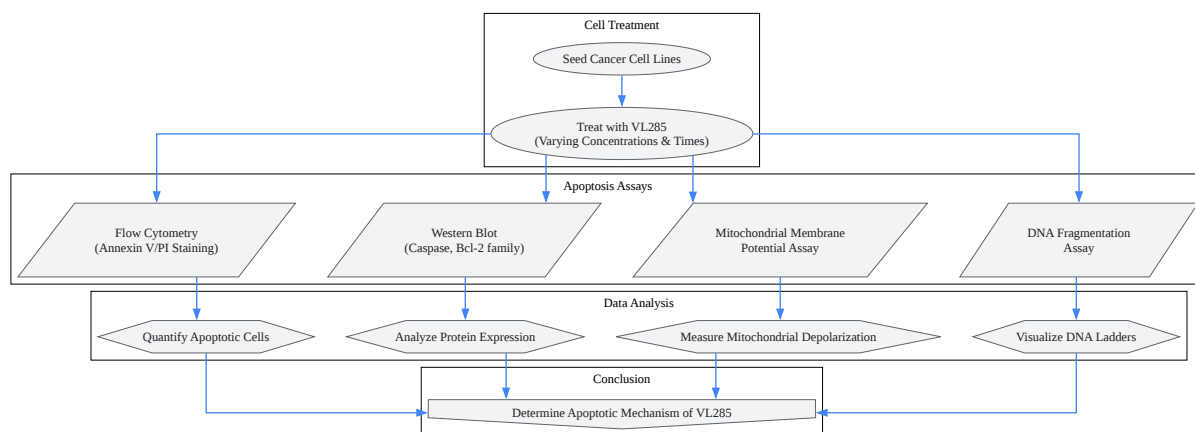 Cell Treatment
Seed Cancer Cell Lines
Treat with VL285
(Varying Concentrations & Times)
Apoptosis Assays
Flow Cytometry
(Annexin V/PI Staining)
Western Blot
(Caspase, Bcl-2 family)
Mitochondrial Membrane
Potential Assay
DNA Fragmentation
Assay
Data Analysis
Quantify Apoptotic Cells
Analyze Protein Expression
Measure Mitochondrial Depolarization
Visualize DNA Ladders
Conclusion
Determine Apoptotic Mechanism of VL285